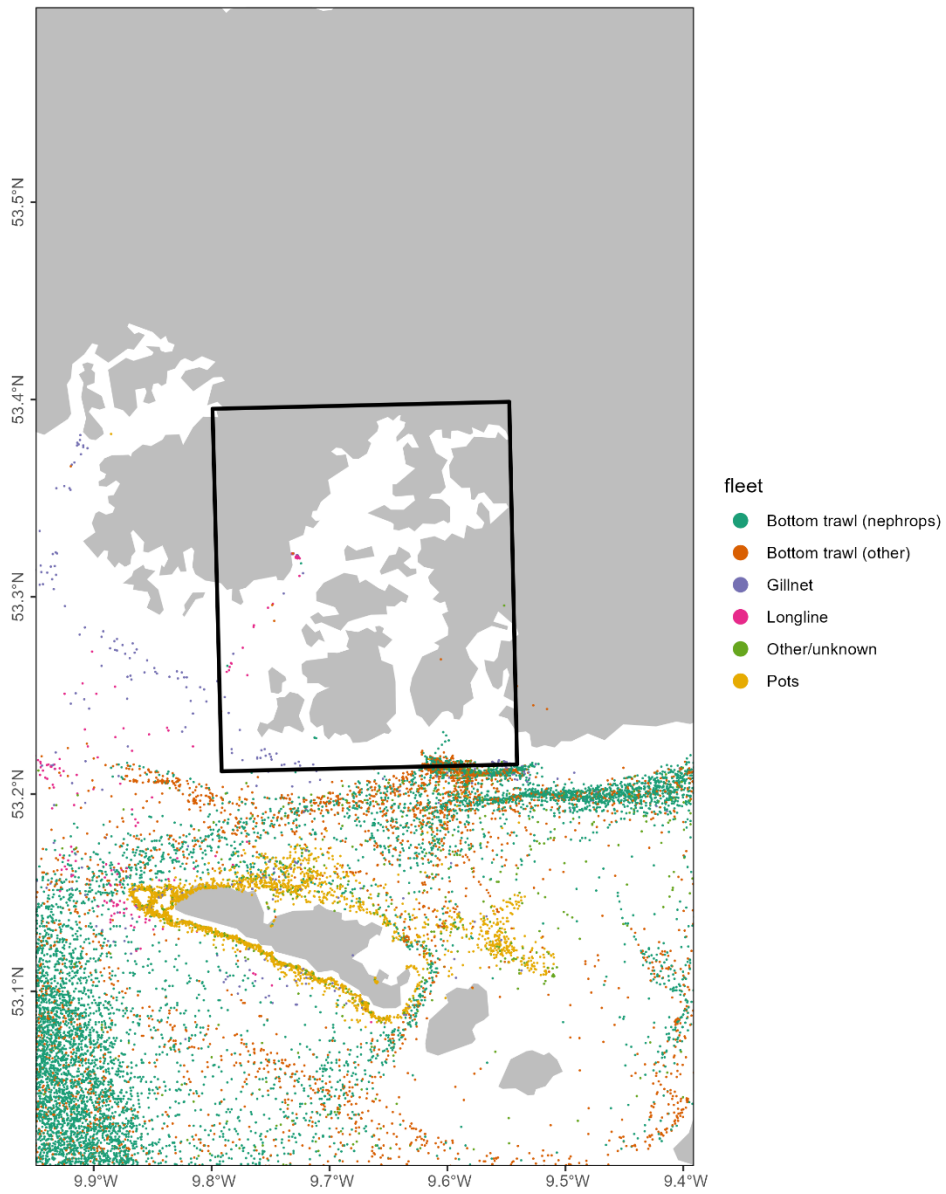 53.5°N
53.4°N
53.3°N
53.2°N
53.1°N
9.9°W
9.8°W
9.7°W
9.6°W
9.5°W
9.4°W
fleet
Bottom trawl (nephrops)
Bottom trawl (other)
Gillnet
Longline
Other/unknown
Pots